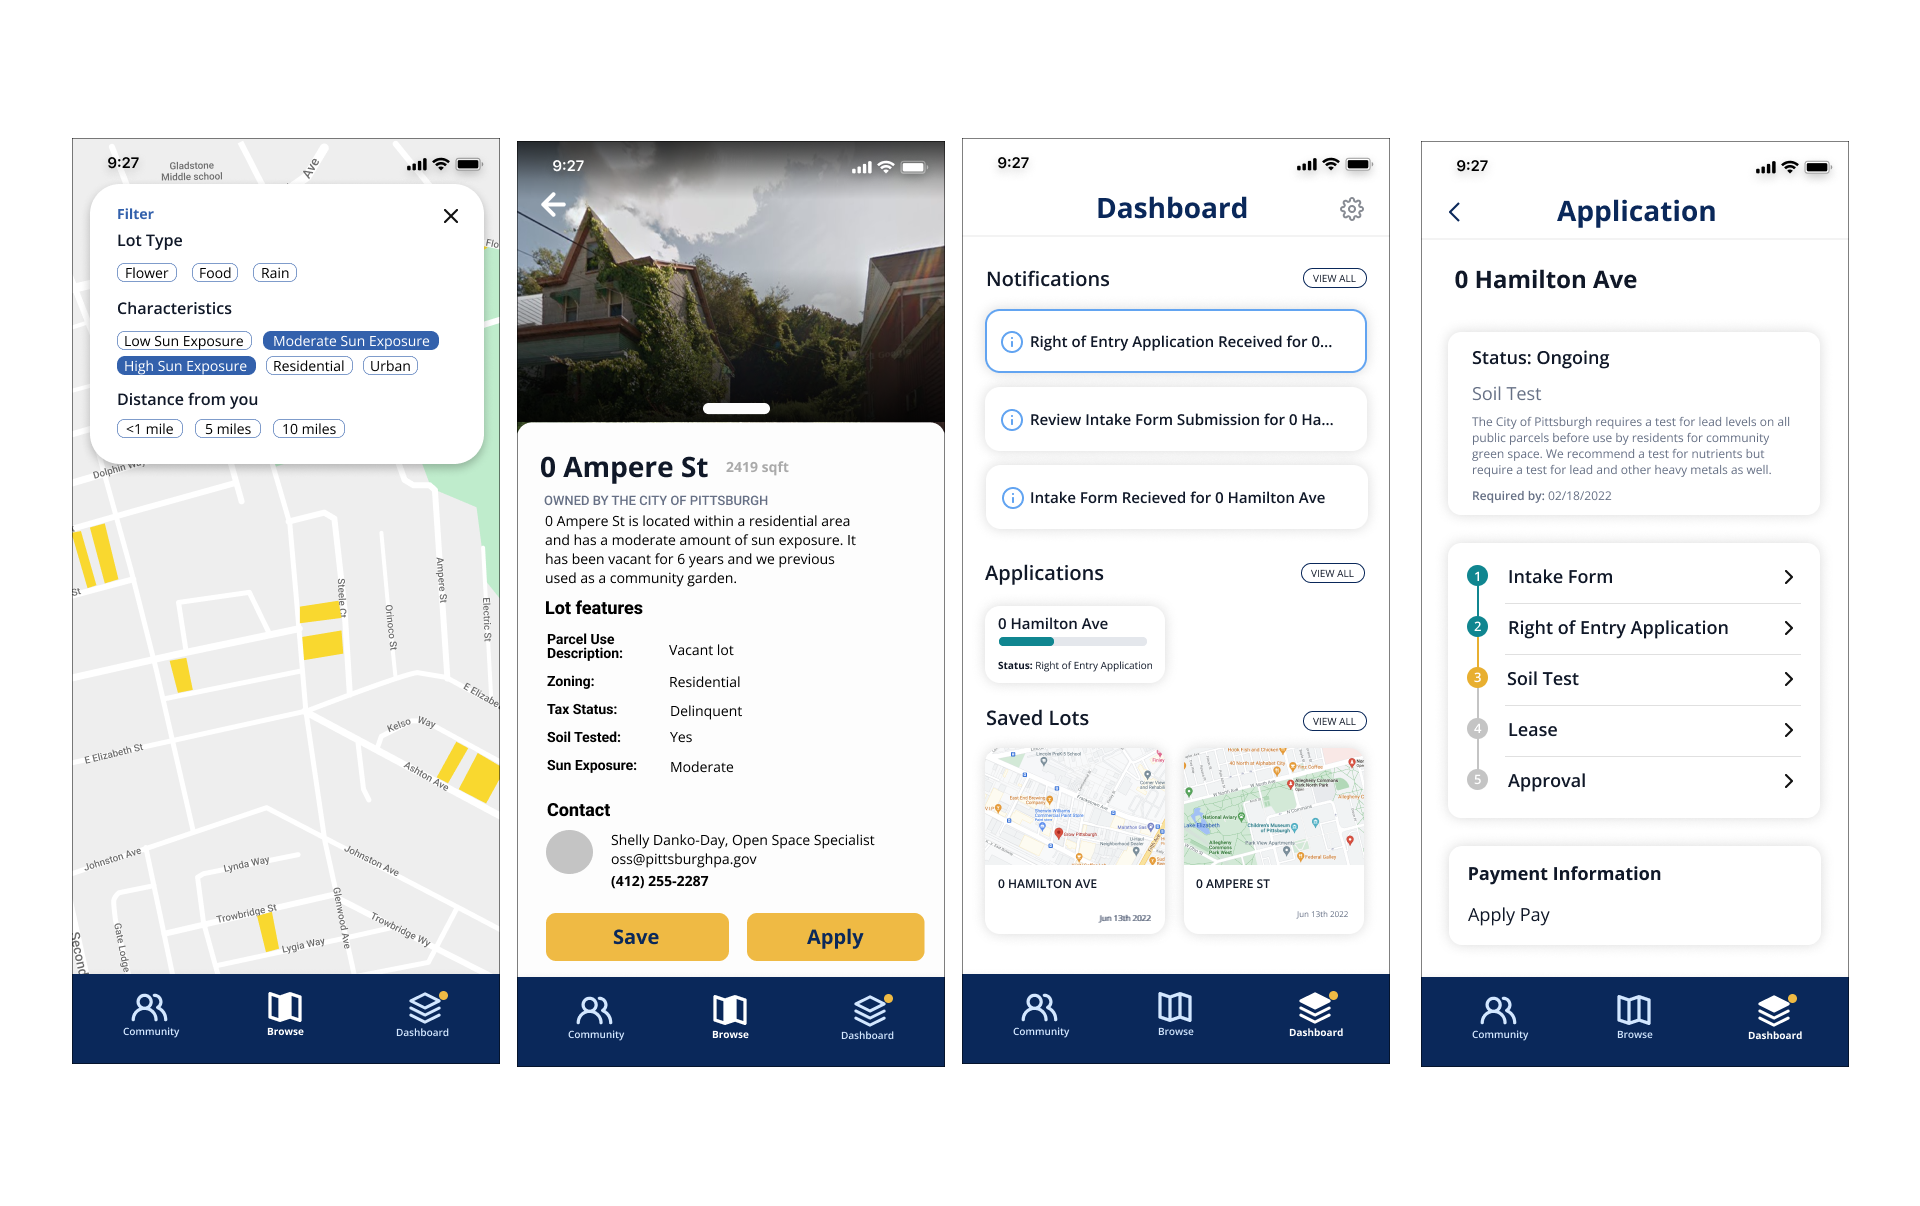 9:27
Gladstone
Middle school
Ave
Filter
Lot Type
Flower
Food
Rain
Characteristics
Low Sun Exposure
Moderate Sun Exposure
High Sun Exposure
Residential
Urban
Distance from you
<1 mile
5 miles
10 miles
Flo
Dolphin Way
St
Steele Ct
Ampere St
Orinoco St
Electric St
E Elizabeth St
E Elizabe
Kelso Way
Ashton Ave
Johnston Ave
Lynda Way
Johnston Ave
Trowbridge St
Glenwood Ave
Trowbridge Wy
Lygia Way
Gate Lodge
Second
Community
Browse
Dashboard
9:27
0 Ampere St 2419 sqft
OWNED BY THE CITY OF PITTSBURGH
0 Ampere St is located within a residential area
and has a moderate amount of sun exposure. It
has been vacant for 6 years and we previous
used as a community garden.
Lot features
Parcel Use
Description: Vacant lot
Zoning: Residential
Tax Status: Delinquent
Soil Tested: Yes
Sun Exposure: Moderate
Contact
Shelly Danko-Day, Open Space Specialist
oss@pittsburghpa.gov
(412) 255-2287
Save
Apply
Community
Browse
Dashboard
9:27
Dashboard
Notifications
VIEW ALL
Right of Entry Application Received for 0...
Review Intake Form Submission for 0 Ha...
Intake Form Recieved for 0 Hamilton Ave
Applications
VIEW ALL
0 Hamilton Ave
Status: Right of Entry Application
Saved Lots
VIEW ALL
0 HAMILTON AVE
Jun 13th 2022
0 AMPERE ST
Jun 13th 2022
Community
Browse
Dashboard
9:27
Application
0 Hamilton Ave
Status: Ongoing
Soil Test
The City of Pittsburgh requires a test for lead levels on all
public parcels before use by residents for community
green space. We recommend a test for nutrients but
require a test for lead and other heavy metals as well.
Required by: 02/18/2022
1 Intake Form
2 Right of Entry Application
3 Soil Test
4 Lease
5 Approval
Payment Information
Apply Pay
Community
Browse
Dashboard